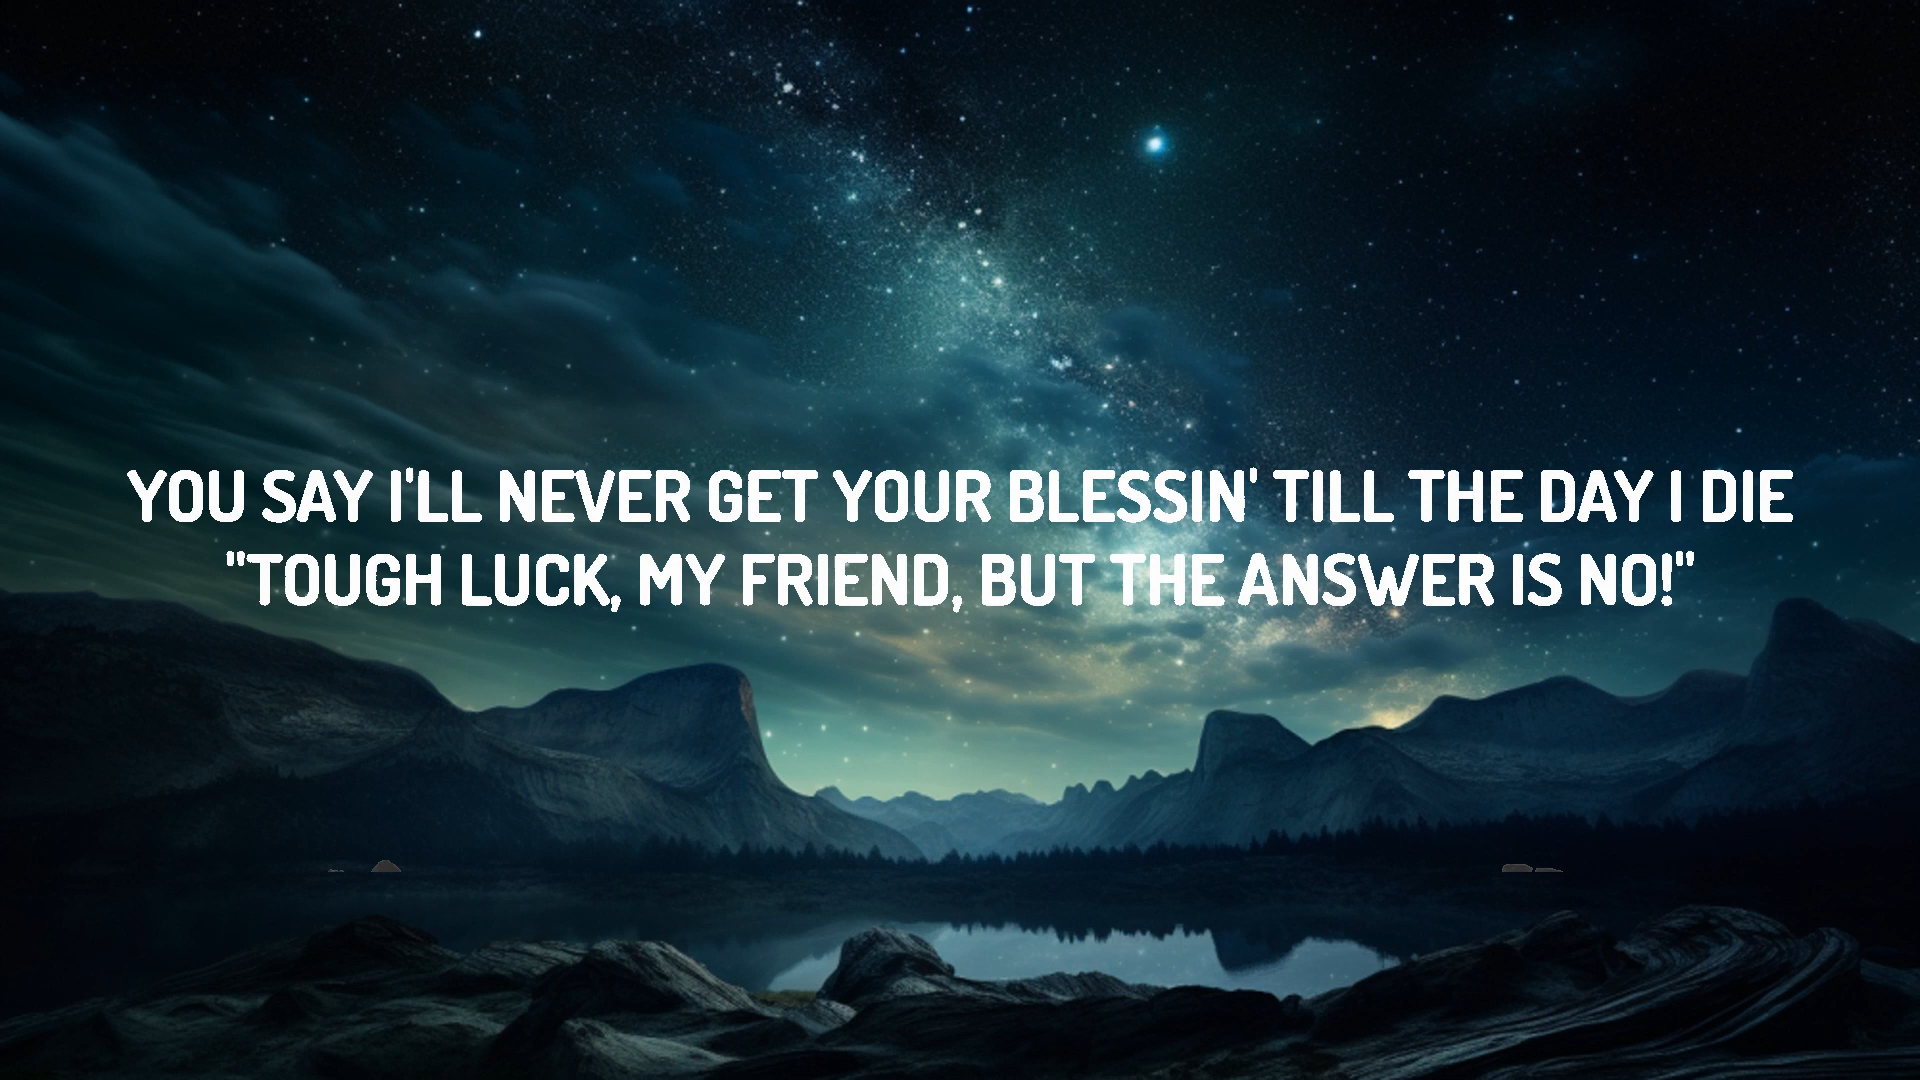 YOU SAY I'LL NEVER GET YOUR BLESSIN' TILL THE DAY I DIE
"TOUGH LUCK, MY FRIEND, BUT THE ANSWER IS NO!"